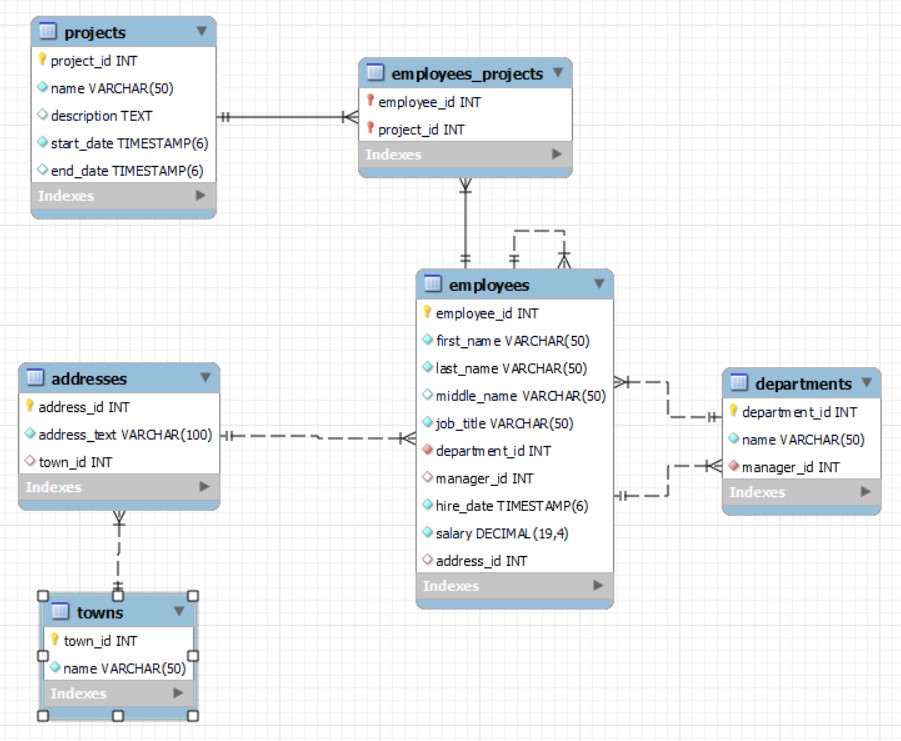 projects
project_id INT
name VARCHAR(50)
description TEXT
start_date TIMESTAMP(6)
end_date TIMESTAMP(6)
Indexes
employees_projects
employee_id INT
project_id INT
Indexes
employees
employee_id INT
first_name VARCHAR(50)
last_name VARCHAR(50)
middle_name VARCHAR(50)
job_title VARCHAR(50)
department_id INT
manager_id INT
hire_date TIMESTAMP(6)
salary DECIMAL(19,4)
address_id INT
Indexes
addresses
address_id INT
address_text VARCHAR(100)
town_id INT
Indexes
departments
department_id INT
name VARCHAR(50)
manager_id INT
Indexes
towns
town_id INT
name VARCHAR(50)
Indexes